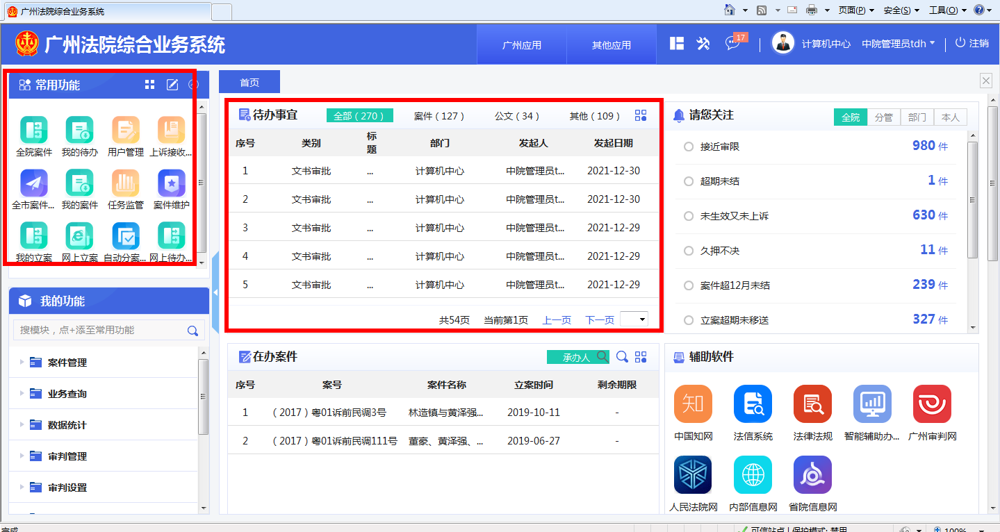 广州法院综合业务系统
页面(P) 安全(S) 工具(O)
广州法院综合业务系统
广州应用 其他应用 17 计算机中心 中院管理员tdh 注销
常用功能
全院案件 我的待办 用户管理 上诉接收...
全市案件... 我的案件 任务监管 案件维护
我的立案 网上立案 自动分案... 网上待办...
我的功能
搜模块，点+添至常用功能
案件管理
业务查询
数据统计
审判管理
审判设置
首页
待办事宜 全部（270） 案件（127） 公文（34） 其他（109）
序号 类别 标题 部门 发起人 发起日期
1 文书审批 ... 计算机中心 中院管理员t... 2021-12-30
2 文书审批 ... 计算机中心 中院管理员t... 2021-12-30
3 文书审批 ... 计算机中心 中院管理员t... 2021-12-29
4 文书审批 ... 计算机中心 中院管理员t... 2021-12-29
5 文书审批 ... 计算机中心 中院管理员t... 2021-12-29
共54页 当前第1页 上一页 下一页
请您关注 全院 分管 部门 本人
接近审限 980 件
超期未结 1 件
未生效又未上诉 630 件
久押不决 11 件
案件超12月未结 239 件
立案超期未移送 327 件
在办案件 承办人
序号 案号 案件名称 立案时间 剩余期限
1 （2017）粤01诉前民调3号 林造镇与黄泽强... 2019-10-11 -
2 （2017）粤01诉前民调111号 董豪、黄泽强、... 2019-06-27 -
辅助软件
知
中国知网 法信系统 法律法规 智能辅助办... 广州审判网
人民法院网 内部信息网 省院信息网
完成 可信站点 | 保护模式: 禁用 100%